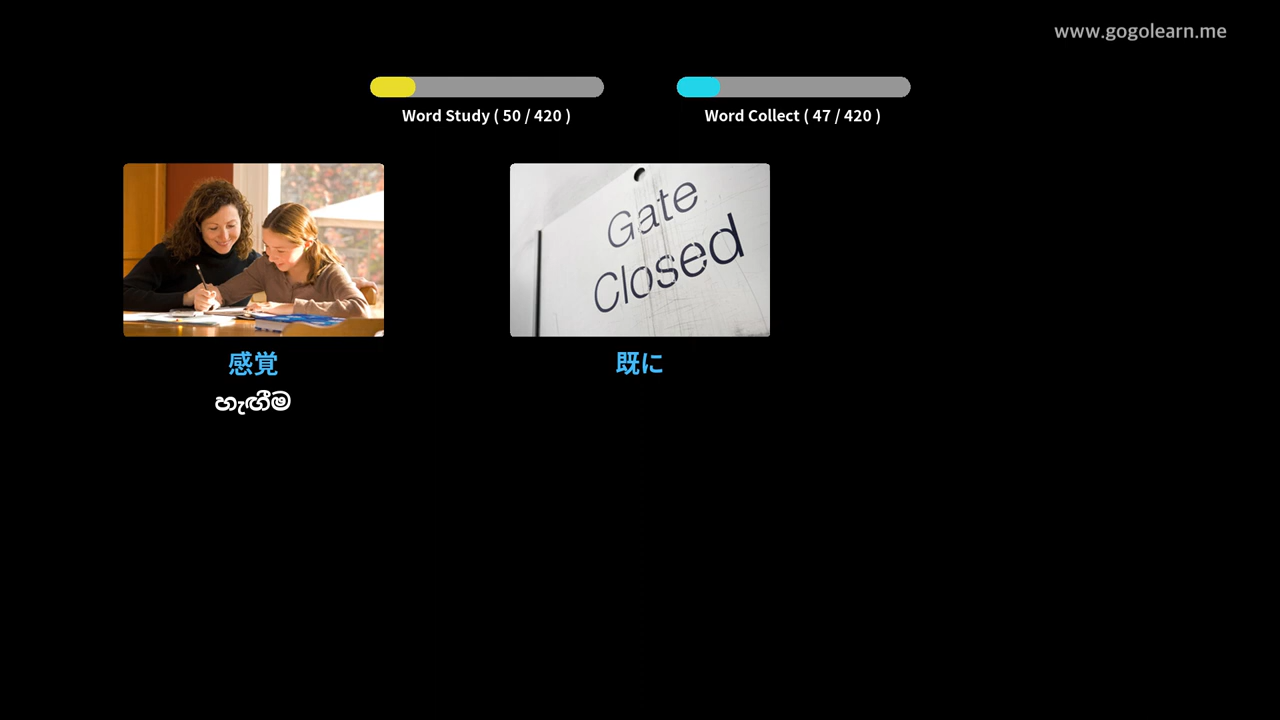 www.gogolearn.me
Word Study ( 50 / 420 )
Word Collect ( 47 / 420 )
Gate
Closed
感覚
හැඟීම
既に